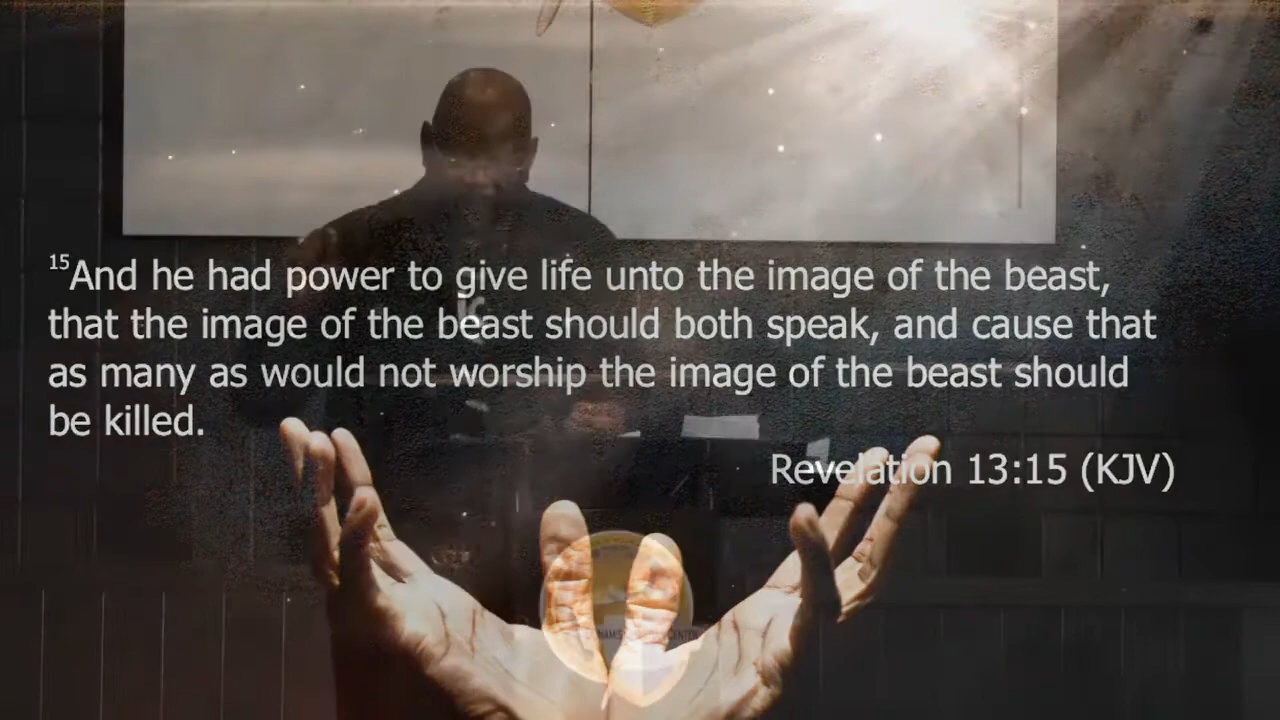 15And he had power to give life unto the image of the beast,
that the image of the beast should both speak, and cause that
as many as would not worship the image of the beast should
be killed.
Revelation 13:15 (KJV)